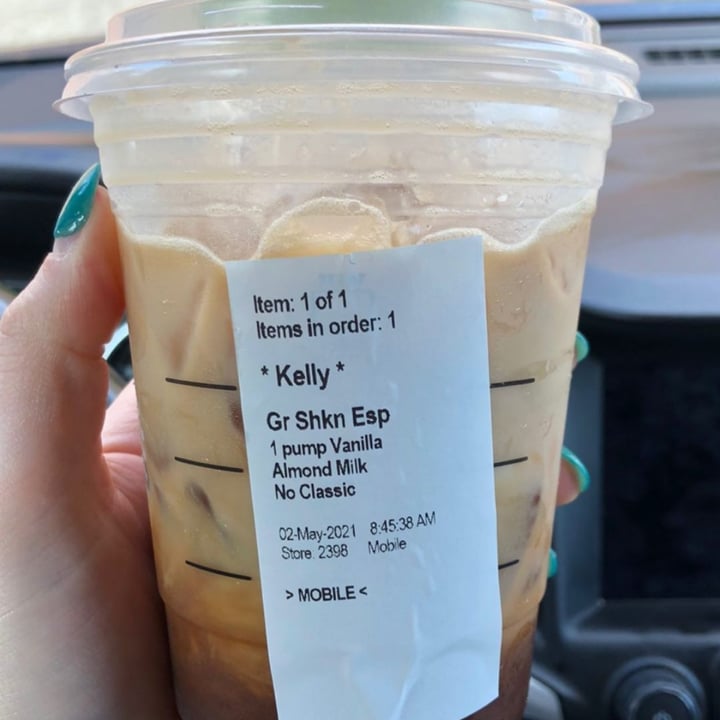 Item: 1 of 1
Items in order: 1
* Kelly *
Gr Shkn Esp
1 pump Vanilla
Almond Milk
No Classic
02-May-2021 8:45:38 AM
Store: 2398 Mobile
> MOBILE <